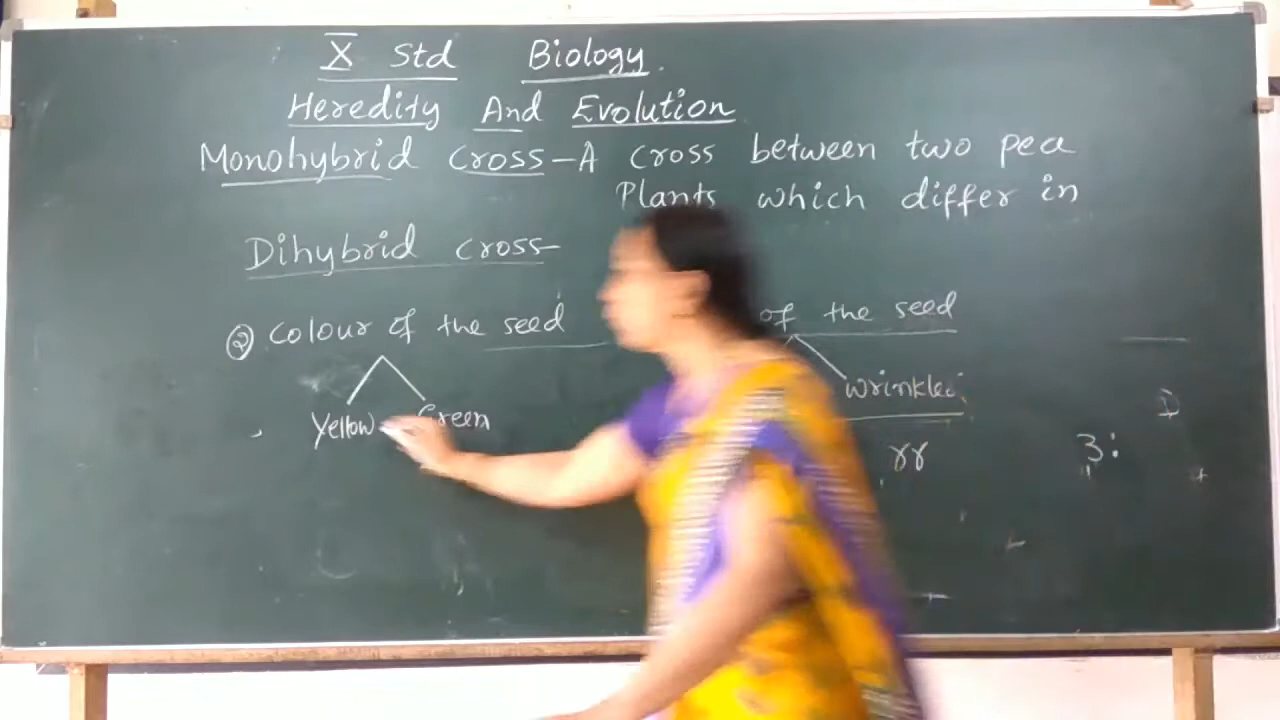 X Std Biology.
Heredity And Evolution
Monohybrid cross - A cross between two pea
Plants which differ in
Dihybrid cross -
② Colour of the seed of the seed
Yellow Green wrinkled
rr 3:
D